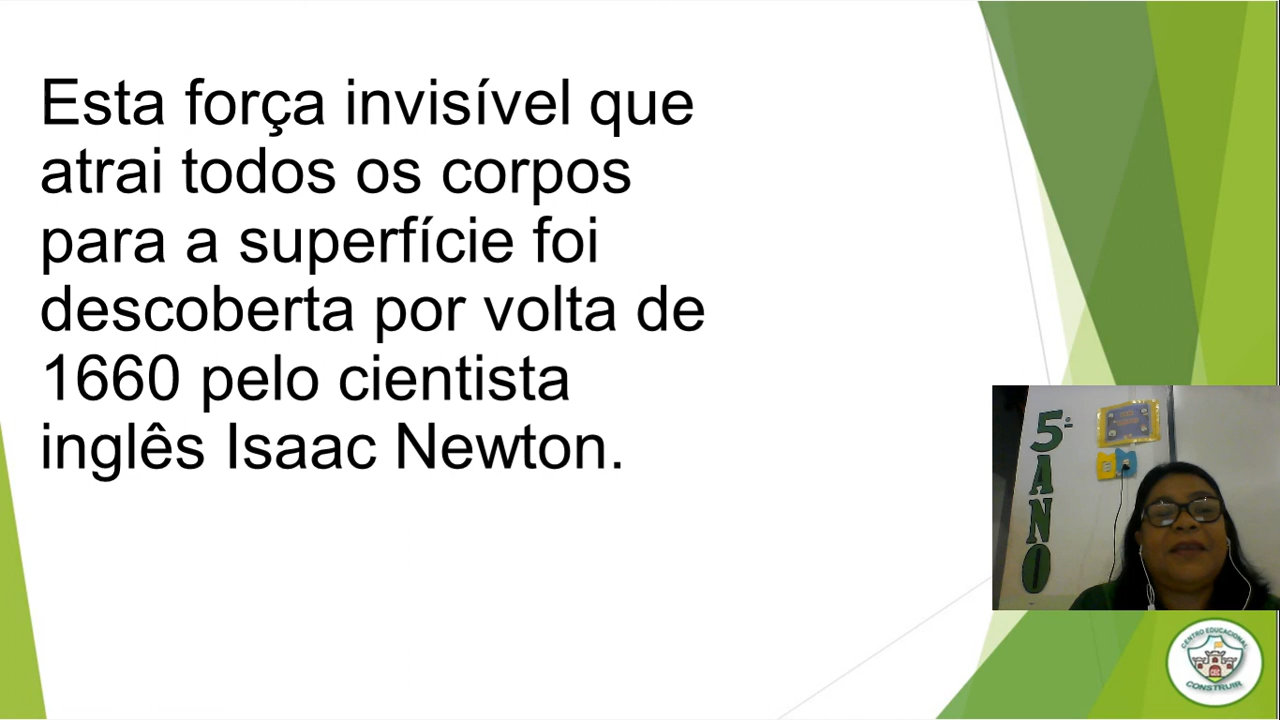 Esta força invisível que
atrai todos os corpos
para a superfície foi
descoberta por volta de
1660 pelo cientista
inglês Isaac Newton.
5º
ANO
CENTRO EDUCACIONAL
CONSTRUIR